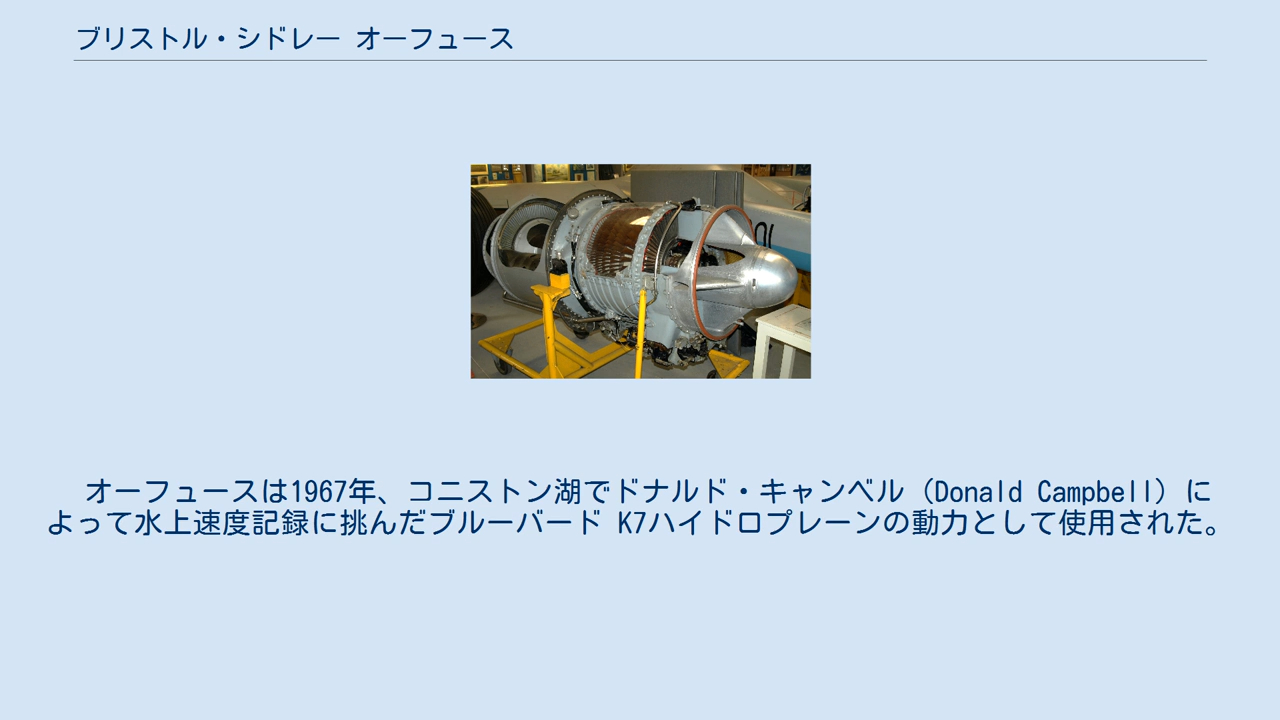 ブリストル・シドレー オーフュース
オーフュースは1967年、コニストン湖でドナルド・キャンベル（Donald Campbell）に
よって水上速度記録に挑んだブルーバード K7ハイドロプレーンの動力として使用された。